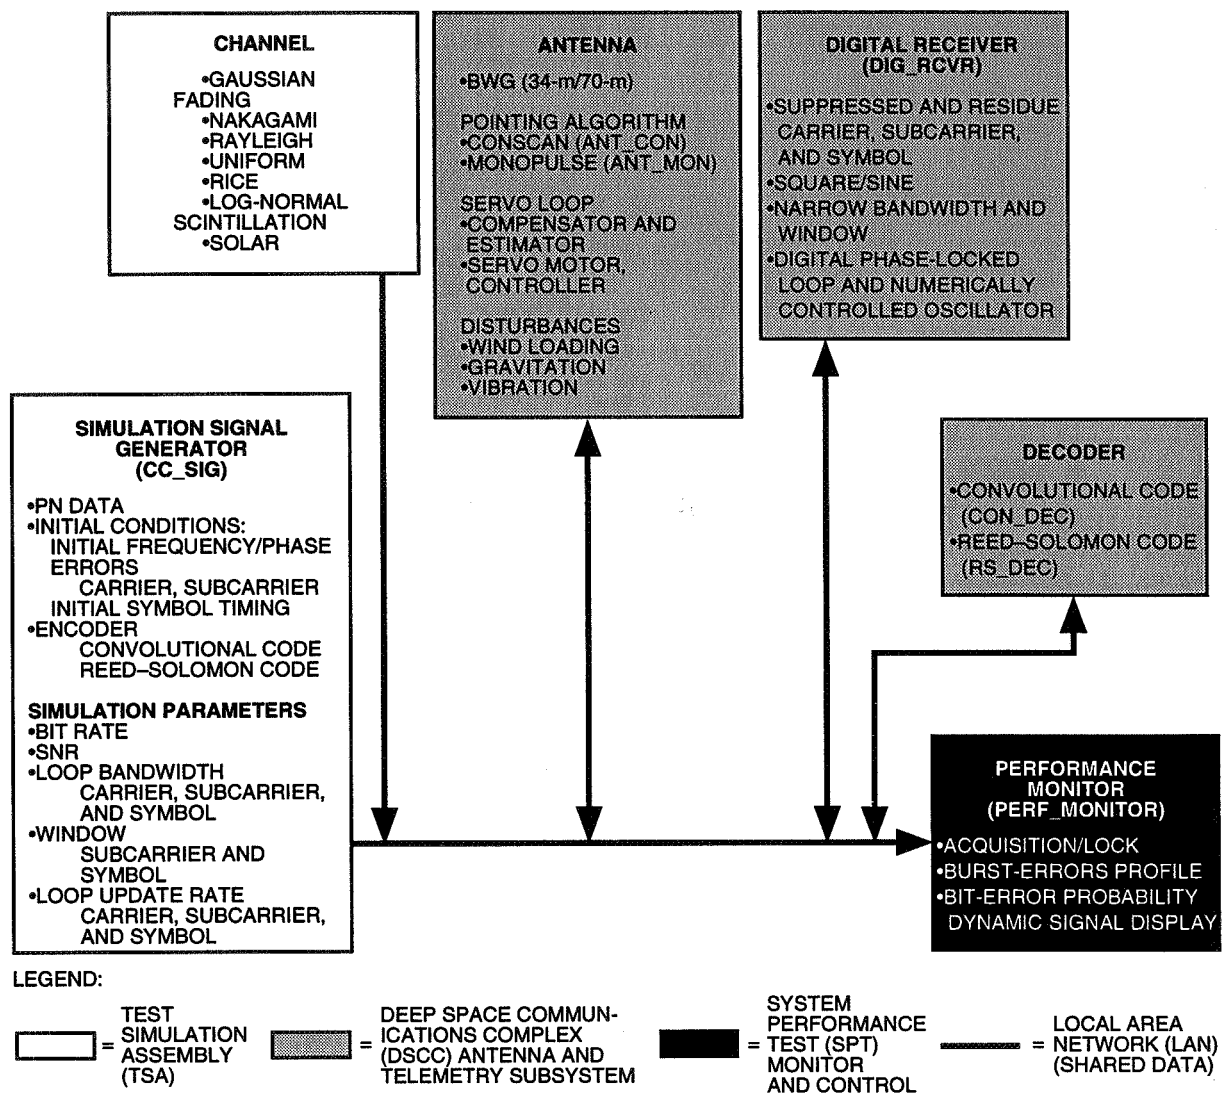 CHANNEL
•GAUSSIAN
FADING
•NAKAGAMI
•RAYLEIGH
•UNIFORM
•RICE
•LOG-NORMAL
SCINTILLATION
•SOLAR
ANTENNA
•BWG (34-m/70-m)
POINTING ALGORITHM
•CONSCAN (ANT_CON)
•MONOPULSE (ANT_MON)
SERVO LOOP
•COMPENSATOR AND
ESTIMATOR
•SERVO MOTOR,
CONTROLLER
DISTURBANCES
•WIND LOADING
•GRAVITATION
•VIBRATION
DIGITAL RECEIVER
(DIG_RCVR)
•SUPPRESSED AND RESIDUE
CARRIER, SUBCARRIER,
AND SYMBOL
•SQUARE/SINE
•NARROW BANDWIDTH AND
WINDOW
•DIGITAL PHASE-LOCKED
LOOP AND NUMERICALLY
CONTROLLED OSCILLATOR
SIMULATION SIGNAL
GENERATOR
(CC_SIG)
•PN DATA
•INITIAL CONDITIONS:
INITIAL FREQUENCY/PHASE
ERRORS
CARRIER, SUBCARRIER
INITIAL SYMBOL TIMING
•ENCODER
CONVOLUTIONAL CODE
REED–SOLOMON CODE
SIMULATION PARAMETERS
•BIT RATE
•SNR
•LOOP BANDWIDTH
CARRIER, SUBCARRIER,
AND SYMBOL
•WINDOW
SUBCARRIER AND
SYMBOL
•LOOP UPDATE RATE
CARRIER, SUBCARRIER,
AND SYMBOL
DECODER
•CONVOLUTIONAL CODE
(CON_DEC)
•REED–SOLOMON CODE
(RS_DEC)
PERFORMANCE
MONITOR
(PERF_MONITOR)
•ACQUISITION/LOCK
•BURST-ERRORS PROFILE
•BIT-ERROR PROBABILITY
DYNAMIC SIGNAL DISPLAY
LEGEND:
= TEST
SIMULATION
ASSEMBLY
(TSA)
= DEEP SPACE COMMUN-
ICATIONS COMPLEX
(DSCC) ANTENNA AND
TELEMETRY SUBSYSTEM
= SYSTEM
PERFORMANCE
TEST (SPT)
MONITOR
AND CONTROL
= LOCAL AREA
NETWORK (LAN)
(SHARED DATA)